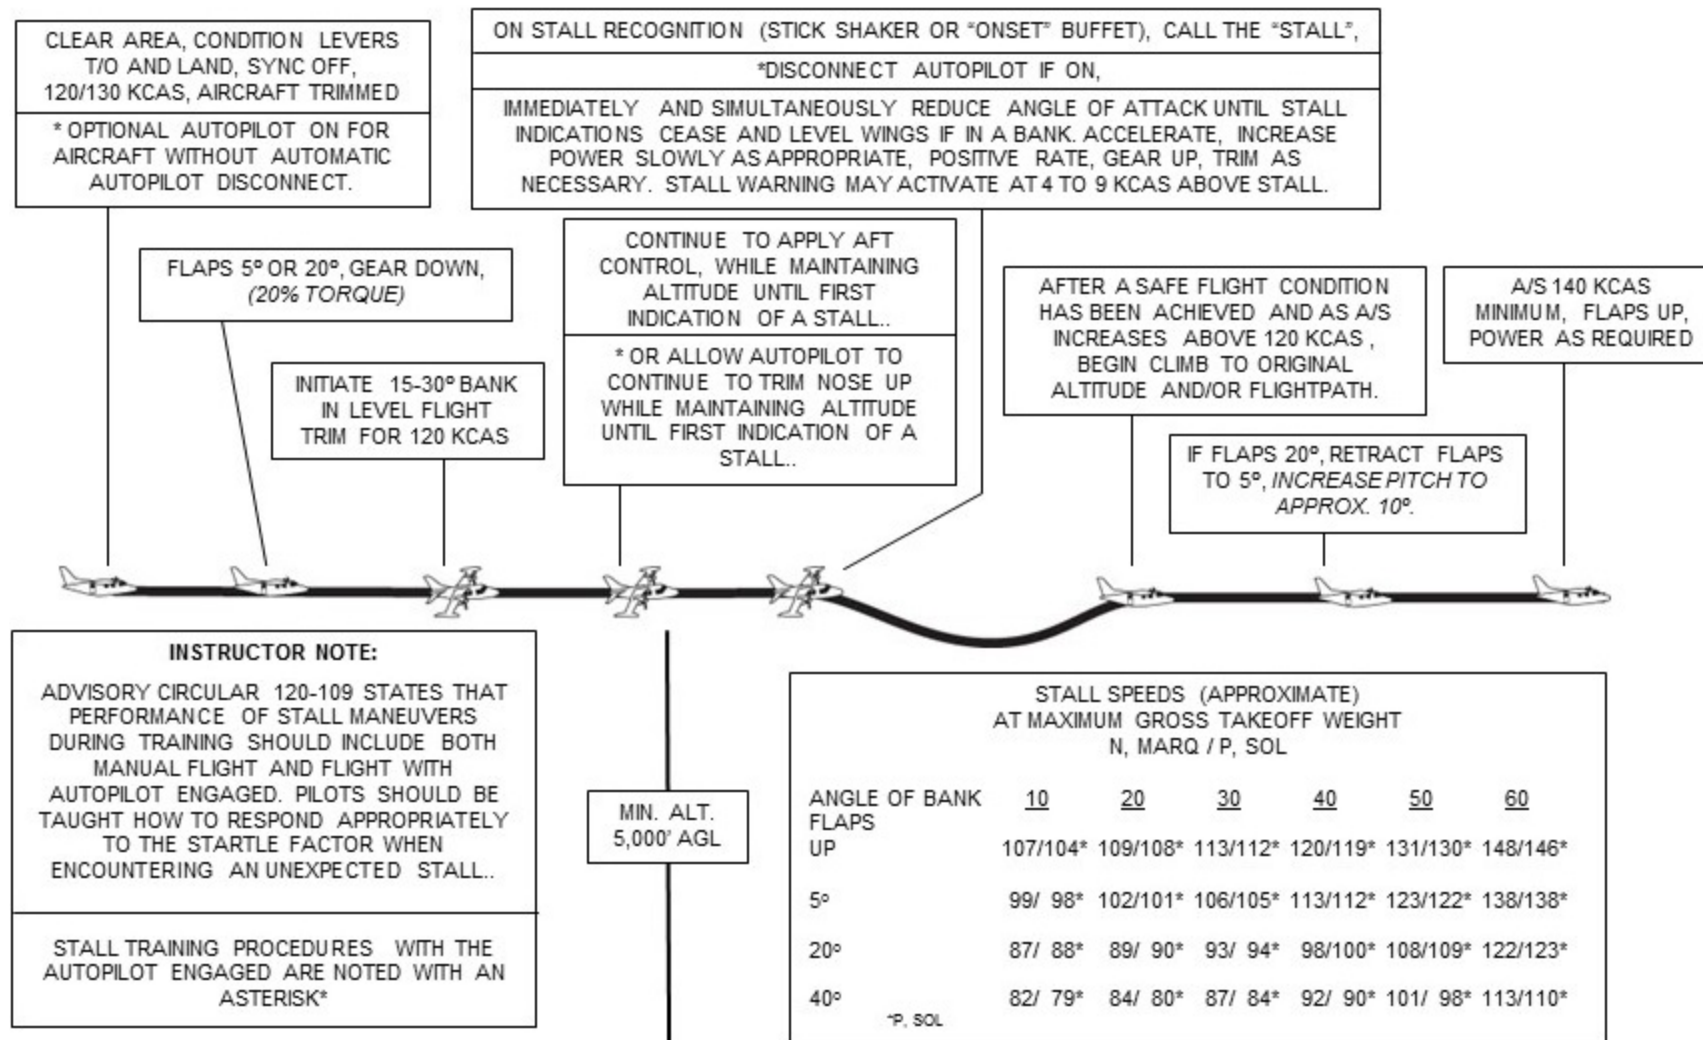 CLEAR AREA, CONDITION LEVERS
T/O AND LAND, SYNC OFF,
120/130 KCAS, AIRCRAFT TRIMMED
* OPTIONAL AUTOPILOT ON FOR
AIRCRAFT WITHOUT AUTOMATIC
AUTOPILOT DISCONNECT.
ON STALL RECOGNITION (STICK SHAKER OR “ONSET” BUFFET), CALL THE “STALL”,
*DISCONNECT AUTOPILOT IF ON,
IMMEDIATELY AND SIMULTANEOUSLY REDUCE ANGLE OF ATTACK UNTIL STALL
INDICATIONS CEASE AND LEVEL WINGS IF IN A BANK. ACCELERATE, INCREASE
POWER SLOWLY AS APPROPRIATE, POSITIVE RATE, GEAR UP, TRIM AS
NECESSARY. STALL WARNING MAY ACTIVATE AT 4 TO 9 KCAS ABOVE STALL.
FLAPS 5º OR 20º, GEAR DOWN,
(20% TORQUE)
INITIATE 15-30º BANK
IN LEVEL FLIGHT
TRIM FOR 120 KCAS
CONTINUE TO APPLY AFT
CONTROL, WHILE MAINTAINING
ALTITUDE UNTIL FIRST
INDICATION OF A STALL..
* OR ALLOW AUTOPILOT TO
CONTINUE TO TRIM NOSE UP
WHILE MAINTAINING ALTITUDE
UNTIL FIRST INDICATION OF A
STALL..
AFTER A SAFE FLIGHT CONDITION
HAS BEEN ACHIEVED AND AS A/S
INCREASES ABOVE 120 KCAS ,
BEGIN CLIMB TO ORIGINAL
ALTITUDE AND/OR FLIGHTPATH.
IF FLAPS 20º, RETRACT FLAPS
TO 5º, INCREASE PITCH TO
APPROX. 10º.
A/S 140 KCAS
MINIMUM, FLAPS UP,
POWER AS REQUIRED
INSTRUCTOR NOTE:
ADVISORY CIRCULAR 120-109 STATES THAT
PERFORMANCE OF STALL MANEUVERS
DURING TRAINING SHOULD INCLUDE BOTH
MANUAL FLIGHT AND FLIGHT WITH
AUTOPILOT ENGAGED. PILOTS SHOULD BE
TAUGHT HOW TO RESPOND APPROPRIATELY
TO THE STARTLE FACTOR WHEN
ENCOUNTERING AN UNEXPECTED STALL..
STALL TRAINING PROCEDURES WITH THE
AUTOPILOT ENGAGED ARE NOTED WITH AN
ASTERISK*
MIN. ALT.
5,000’ AGL
STALL SPEEDS (APPROXIMATE)
AT MAXIMUM GROSS TAKEOFF WEIGHT
N, MARQ / P, SOL
ANGLE OF BANK 10 20 30 40 50 60
FLAPS
UP 107/104* 109/108* 113/112* 120/119* 131/130* 148/146*
5º 99/ 98* 102/101* 106/105* 113/112* 123/122* 138/138*
20º 87/ 88* 89/ 90* 93/ 94* 98/100* 108/109* 122/123*
40º 82/ 79* 84/ 80* 87/ 84* 92/ 90* 101/ 98* 113/110*
*P, SOL